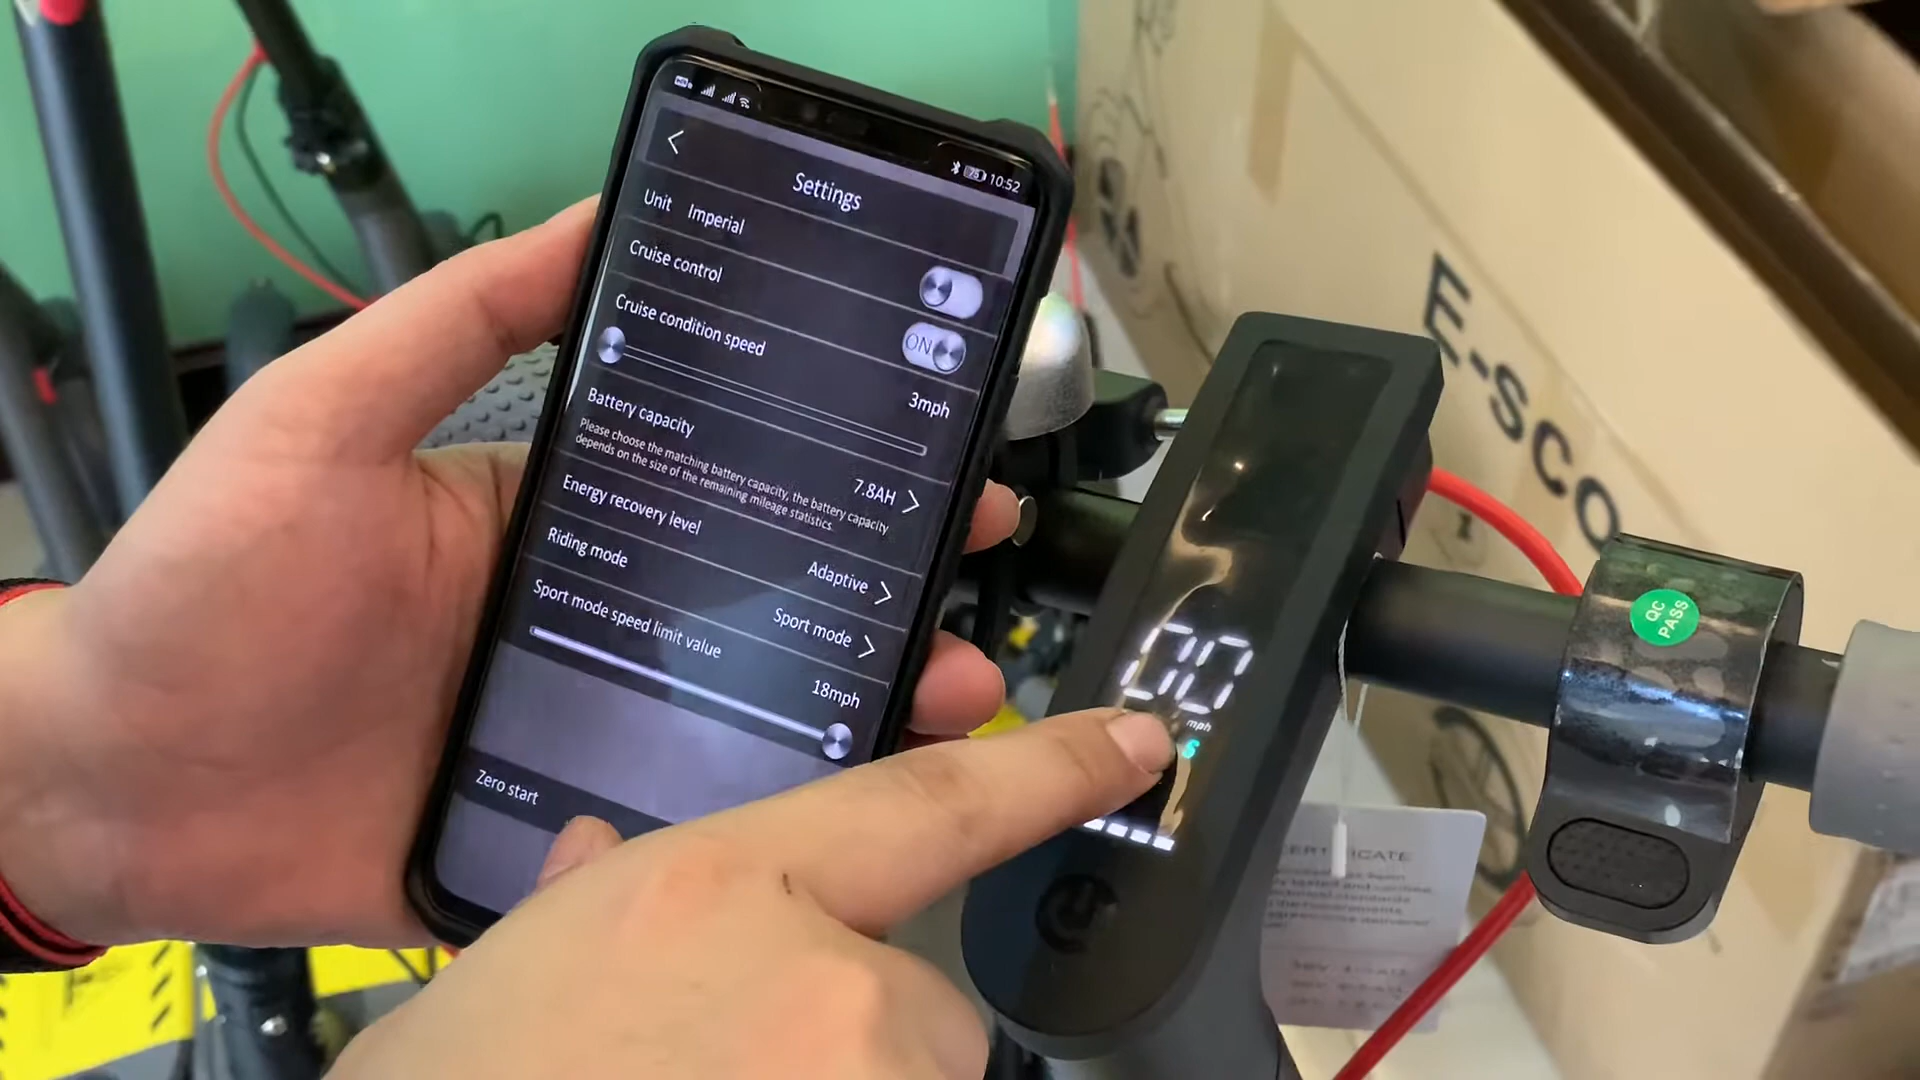 10:52
Settings
Unit Imperial
Cruise control
Cruise condition speed
ON
3mph
Battery capacity
Please choose the matching battery capacity, the battery capacity
depends on the size of the remaining mileage statistics.
7.8AH
Energy recovery level
Adaptive
Riding mode
Sport mode
Sport mode speed limit value
18mph
Zero start
00
mph
S
E-SCO
QC
PASS